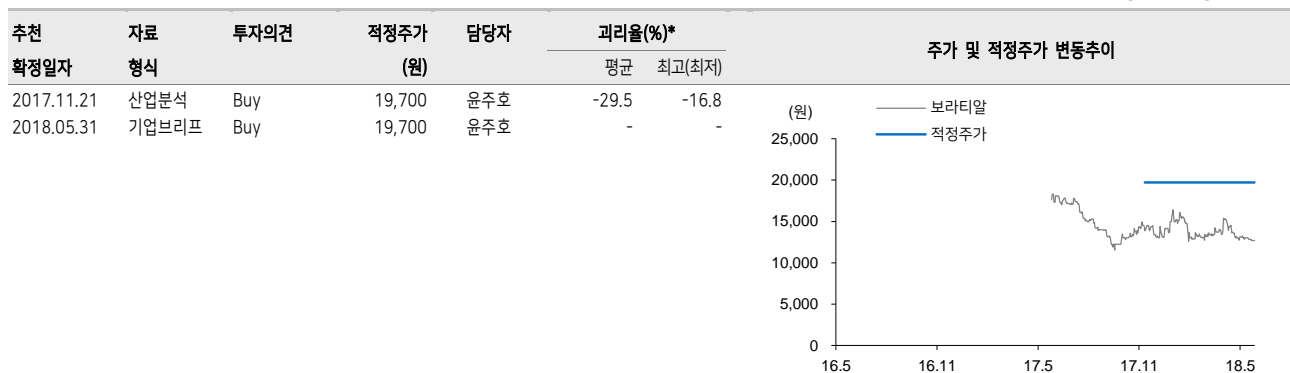 추천 자료 투자의견 적정주가 담당자 괴리율(%)* 주가 및 적정주가 변동추이
확정일자 형식 (원) 평균 최고(최저)
2017.11.21 산업분석 Buy 19,700 윤주호 -29.5 -16.8
2018.05.31 기업브리프 Buy 19,700 윤주호 - -
(원)
보라티알
적정주가
25,000
20,000
15,000
10,000
5,000
0
16.5 16.11 17.5 17.11 18.5